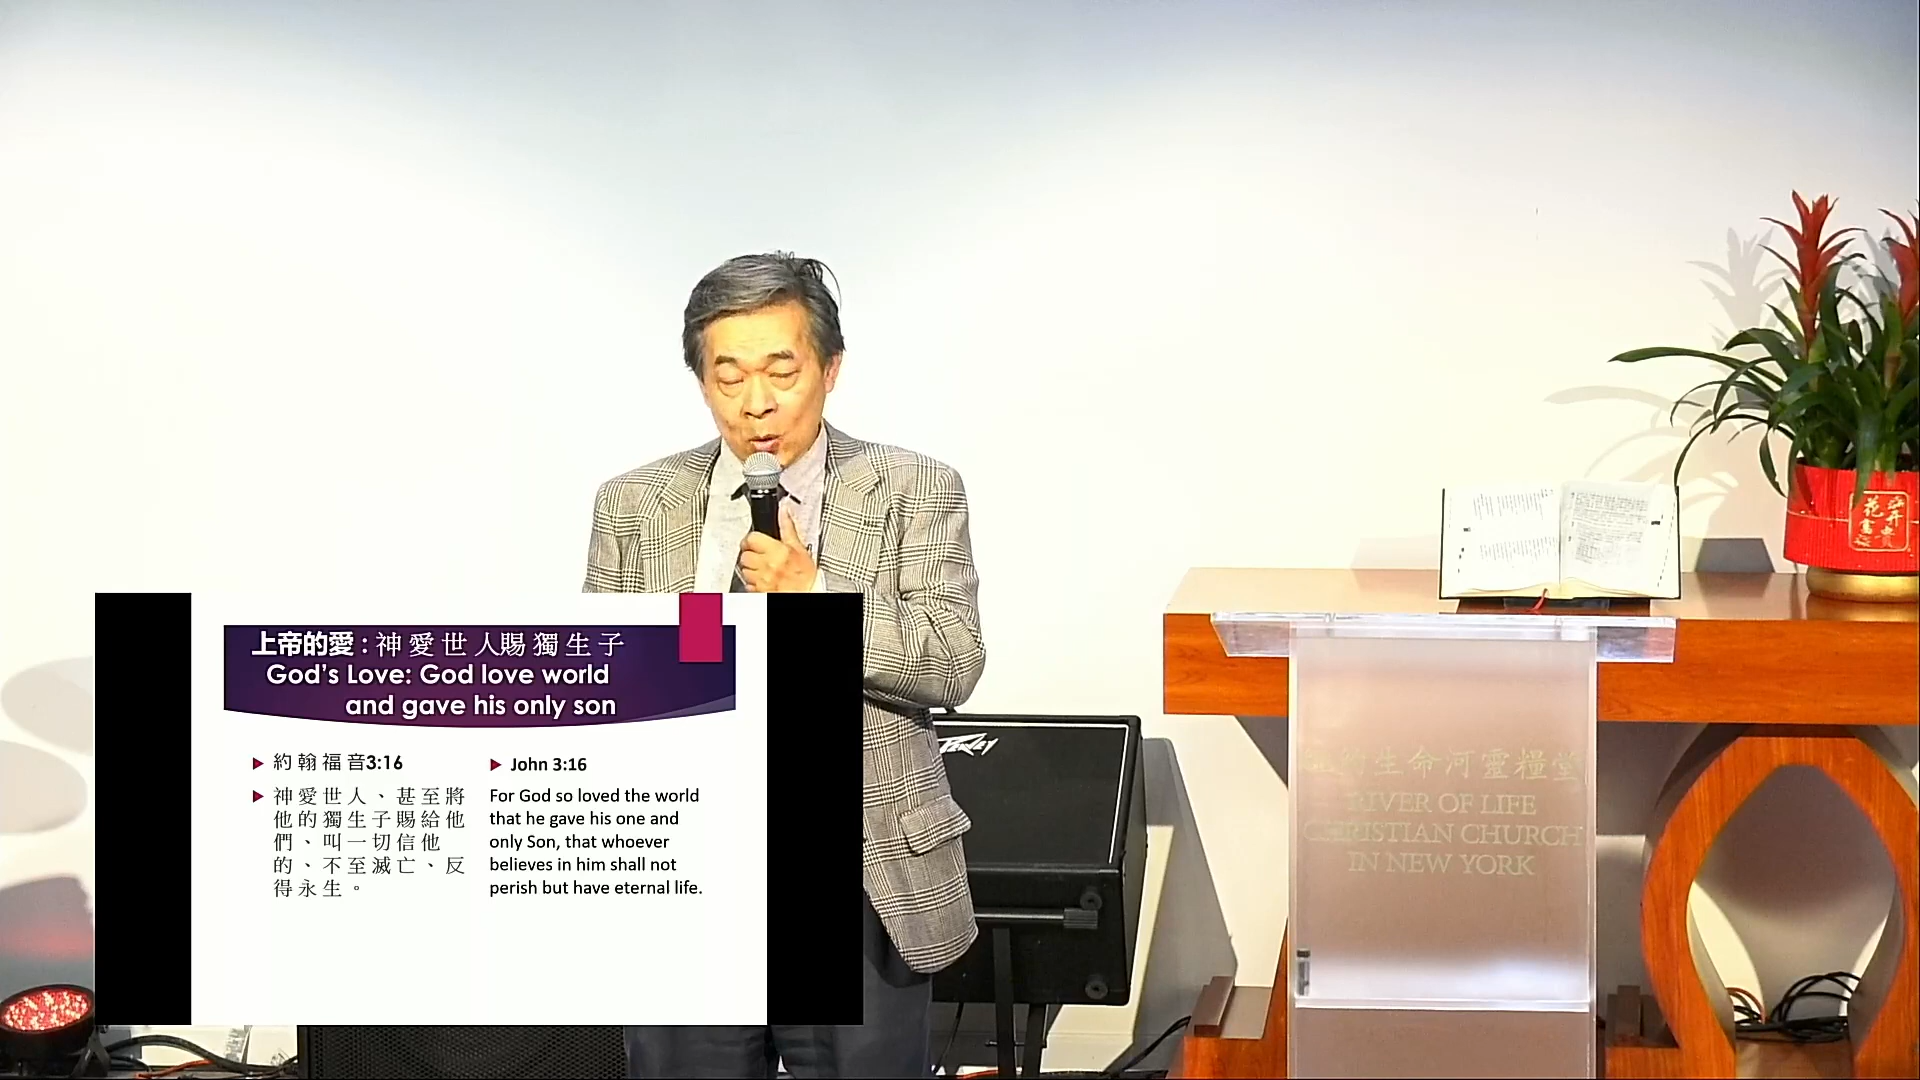 上帝的愛 : 神愛世人賜獨生子
God's Love: God love world
and gave his only son
約翰福音3:16
神愛世人、甚至將
他的獨生子賜給他
們、叫一切信他
的、不至滅亡、反
得永生。
John 3:16
For God so loved the world
that he gave his one and
only Son, that whoever
believes in him shall not
perish but have eternal life.
PEAVEY
紐約生命河靈糧堂
RIVER OF LIFE
CHRISTIAN CHURCH
IN NEW YORK
花開富貴